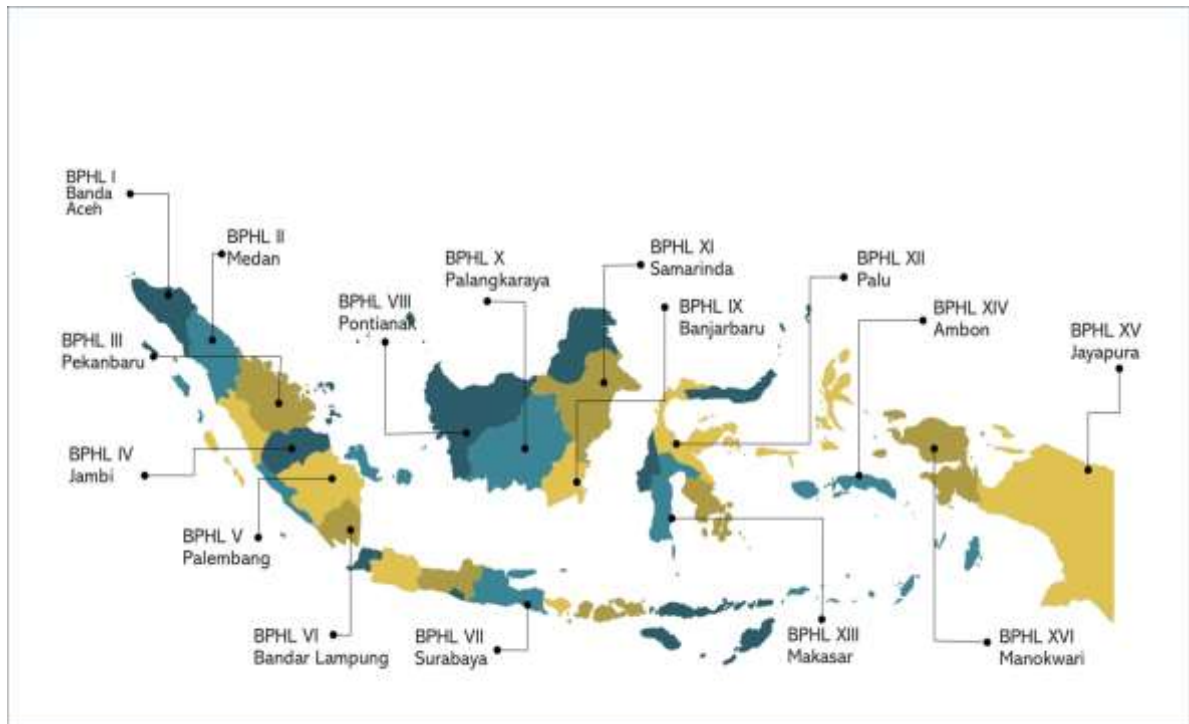 BPHL I
Banda
Aceh
BPHL II
Medan
BPHL III
Pekanbaru
BPHL IV
Jambi
BPHL V
Palembang
BPHL VI
Bandar Lampung
BPHL VII
Surabaya
BPHL VIII
Pontianak
BPHL X
Palangkaraya
BPHL XI
Samarinda
BPHL IX
Banjarbaru
BPHL XII
Palu
BPHL XIV
Ambon
BPHL XV
Jayapura
BPHL XIII
Makasar
BPHL XVI
Manokwari